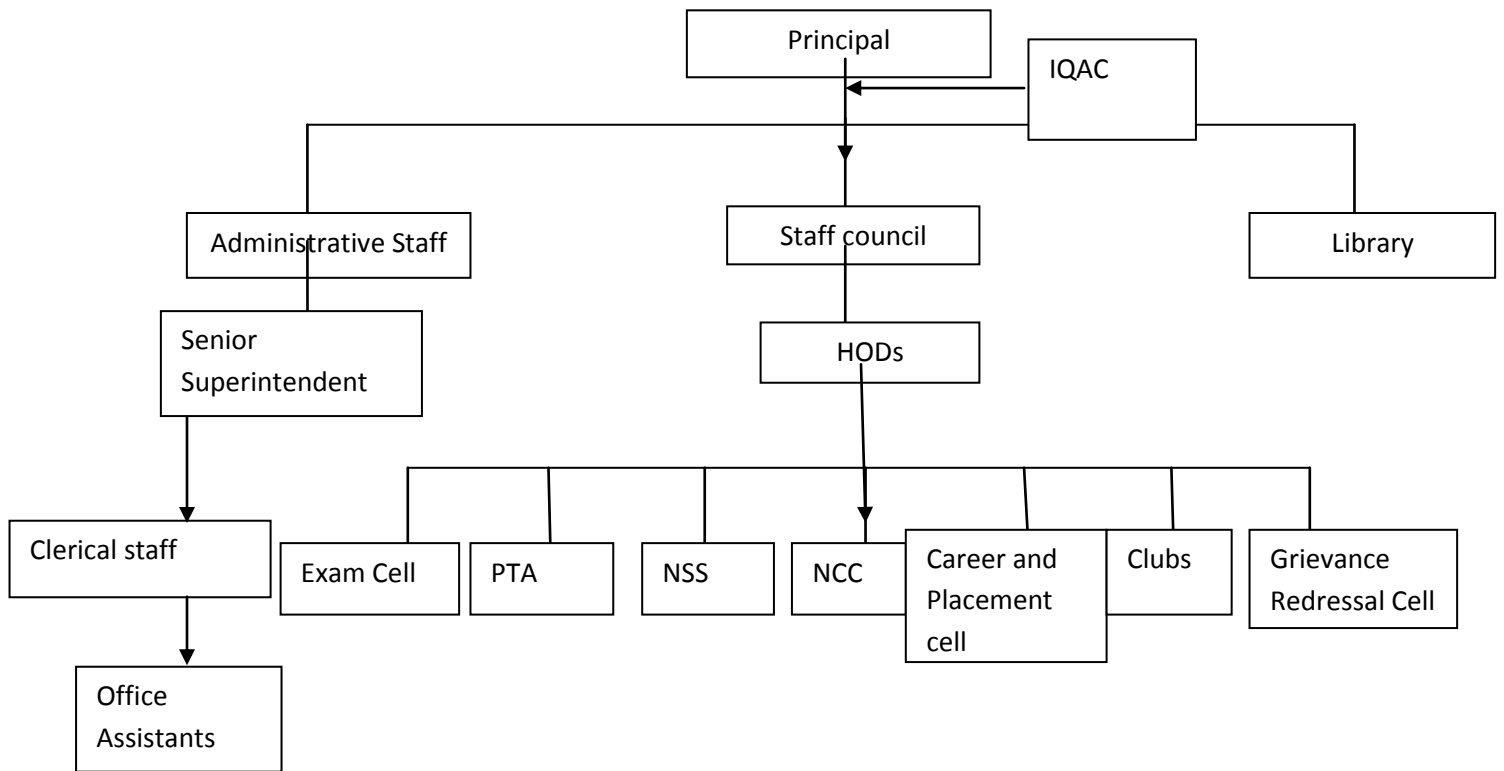 Principal
IQAC
Administrative Staff
Staff council
Library
Senior
Superintendent
HODs
Clerical staff
Exam Cell
PTA
NSS
NCC
Career and
Placement
cell
Clubs
Grievance
Redressal Cell
Office
Assistants